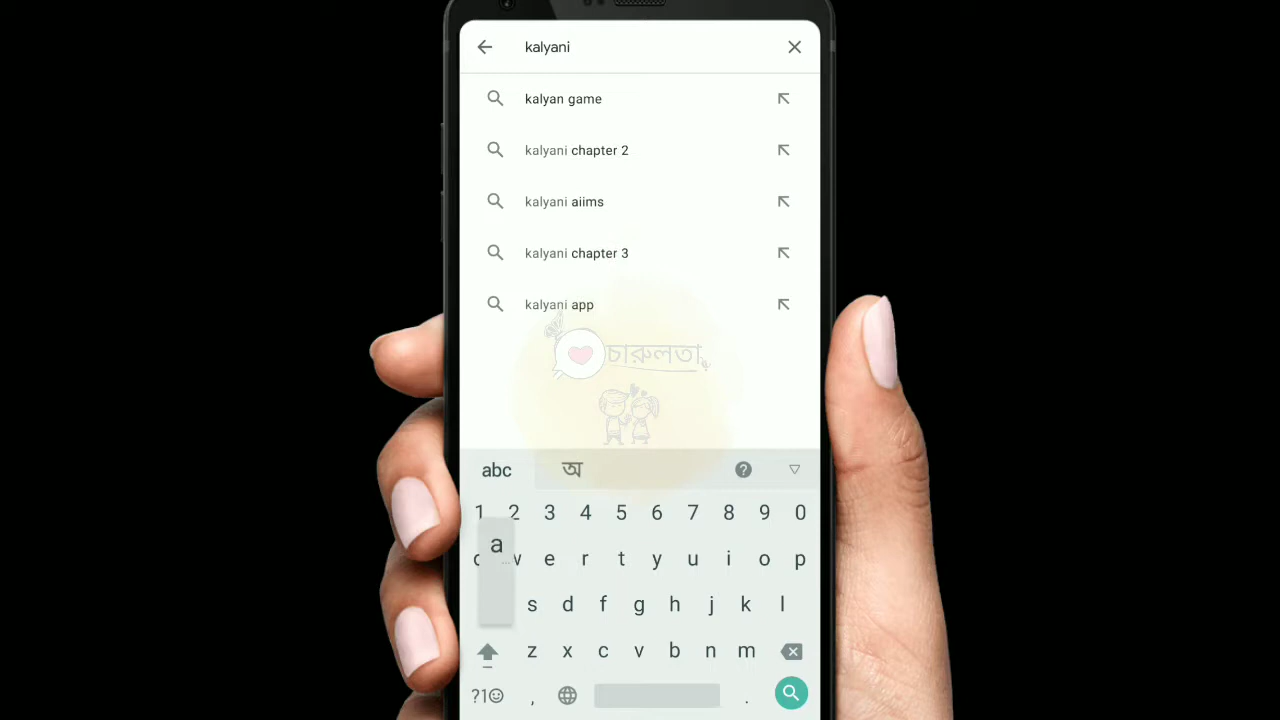 kalyani
kalyan game
kalyani chapter 2
kalyani aiims
kalyani chapter 3
kalyani app
চারুলতা
abc অ
1 2 3 4 5 6 7 8 9 0
q w e r t y u i o p
a s d f g h j k l
z x c v b n m
?1☺ , .